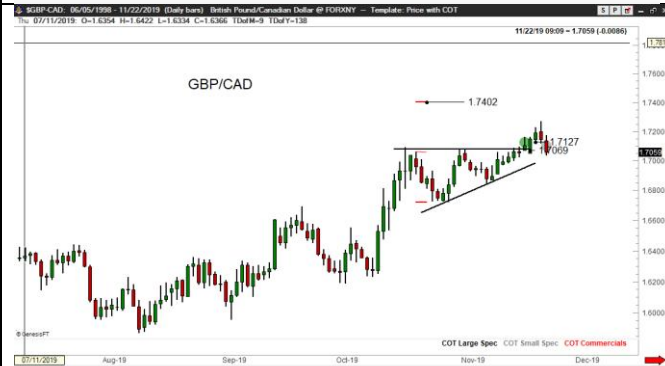 $GBP-CAD: 06/05/1998 - 11/22/2019 (Daily bars) British Pound/Canadian Dollar @ FORXNY — Template: Price with COT
S P
Thu 07/11/2019: O=1.6354 H=1.6422 L=1.6334 C=1.6366 TDofM=9 TDofY=138
11/22/19 09:09 = 1.7059 (-0.0086)
1.7600
GBP/CAD
1.7402
1.7400
1.7200
1.7127
1.7069
1.7059
1.7000
1.6800
1.6600
1.6400
1.6200
1.6000
© GenesisFT
COT Large Spec COT Small Spec COT Commercials
07/11/2019 Aug-19 Sep-19 Oct-19 Nov-19 Dec-19